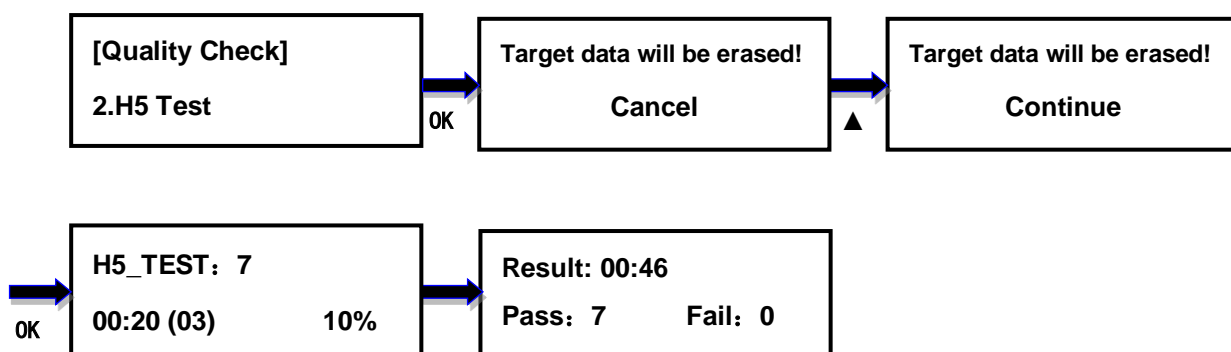 [Quality Check]
2.H5 Test
OK
Target data will be erased!
Cancel
▲
Target data will be erased!
Continue
OK
H5_TEST：7
00:20 (03) 10%
Result: 00:46
Pass：7 Fail：0